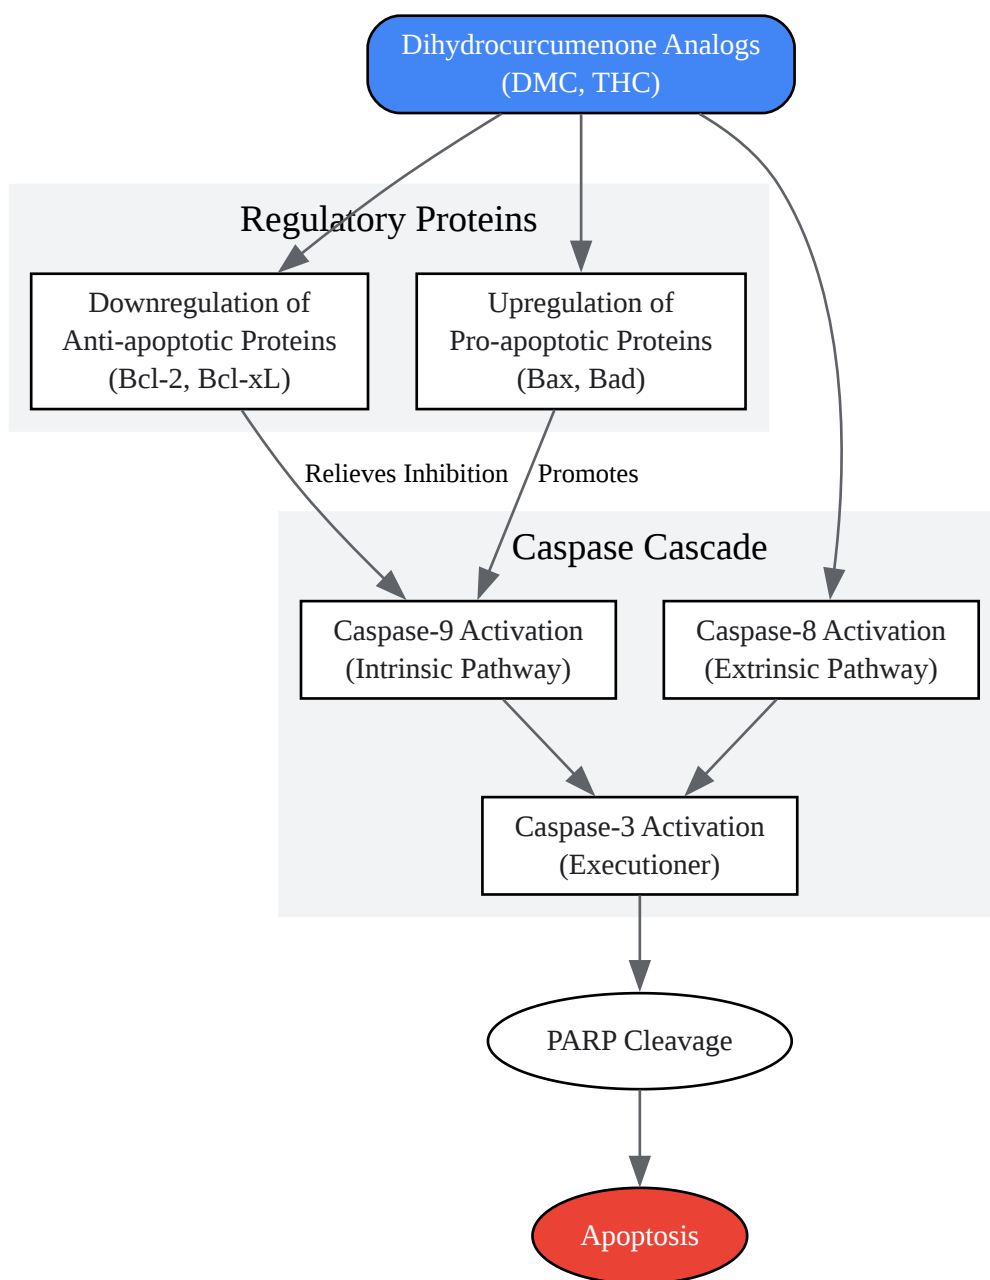 Dihydrocurcumenone Analogs
(DMC, THC)
Regulatory Proteins
Downregulation of
Anti-apoptotic Proteins
(Bcl-2, Bcl-xL)
Upregulation of
Pro-apoptotic Proteins
(Bax, Bad)
Relieves Inhibition
Promotes
Caspase Cascade
Caspase-9 Activation
(Intrinsic Pathway)
Caspase-8 Activation
(Extrinsic Pathway)
Caspase-3 Activation
(Executioner)
PARP Cleavage
Apoptosis